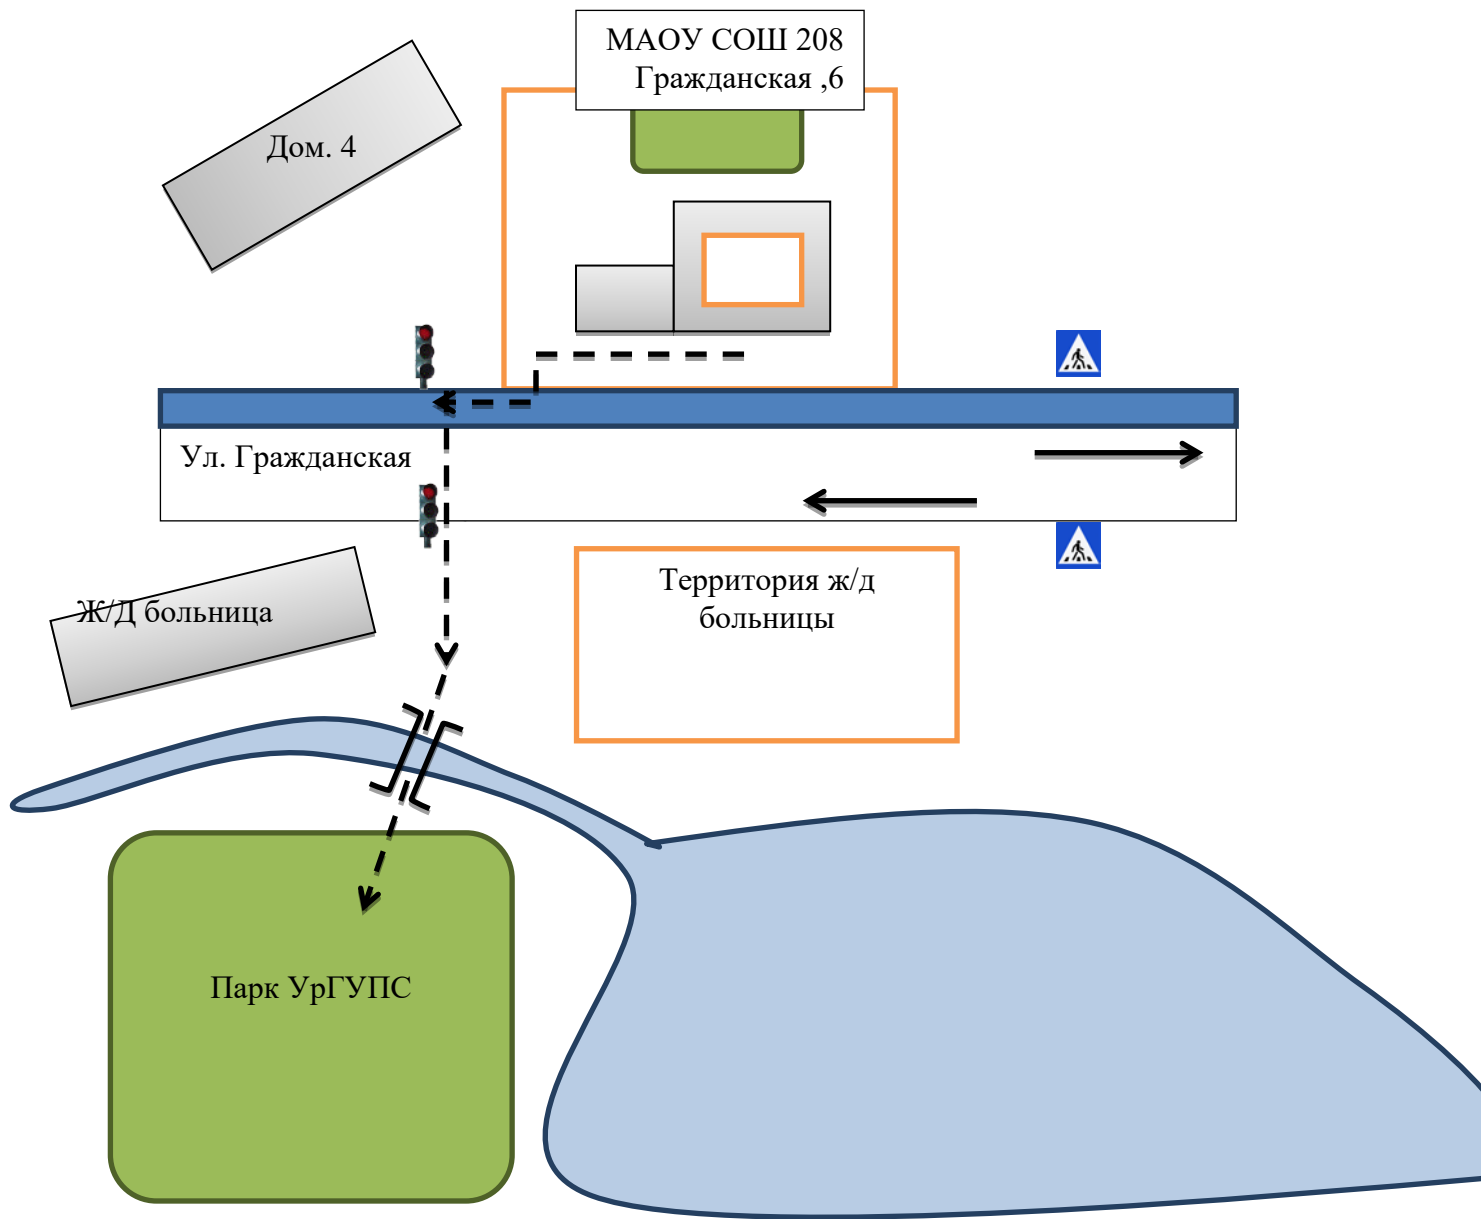 МАОУ СОШ 208
Гражданская ,6
Дом. 4
Ул. Гражданская
Ж/Д больница
Территория ж/д
больницы
Парк УрГУПС